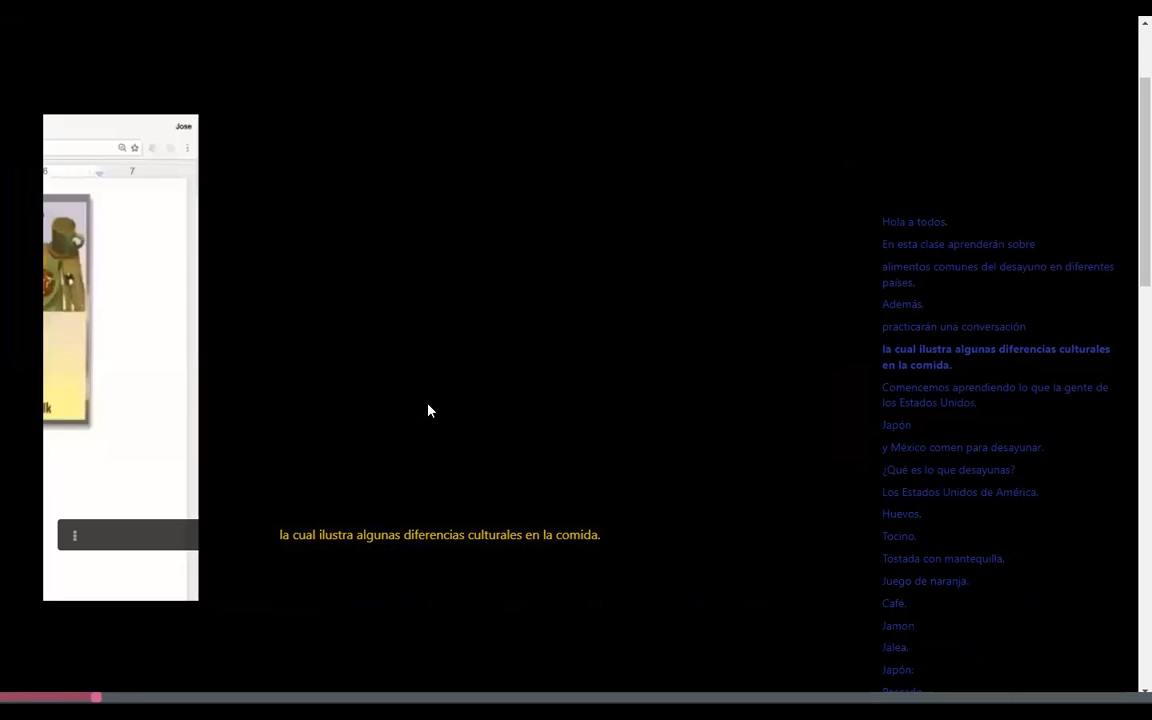 Jose
6
7
lk
la cual ilustra algunas diferencias culturales en la comida.
Hola a todos.
En esta clase aprenderán sobre
alimentos comunes del desayuno en diferentes
países.
Además,
practicarán una conversación
la cual ilustra algunas diferencias culturales
en la comida.
Comencemos aprendiendo lo que la gente de
los Estados Unidos,
Japón
y México comen para desayunar.
¿Qué es lo que desayunas?
Los Estados Unidos de América.
Huevos.
Tocino.
Tostada con mantequilla.
Juego de naranja.
Café.
Jamon
Jalea.
Japón:
Pescado